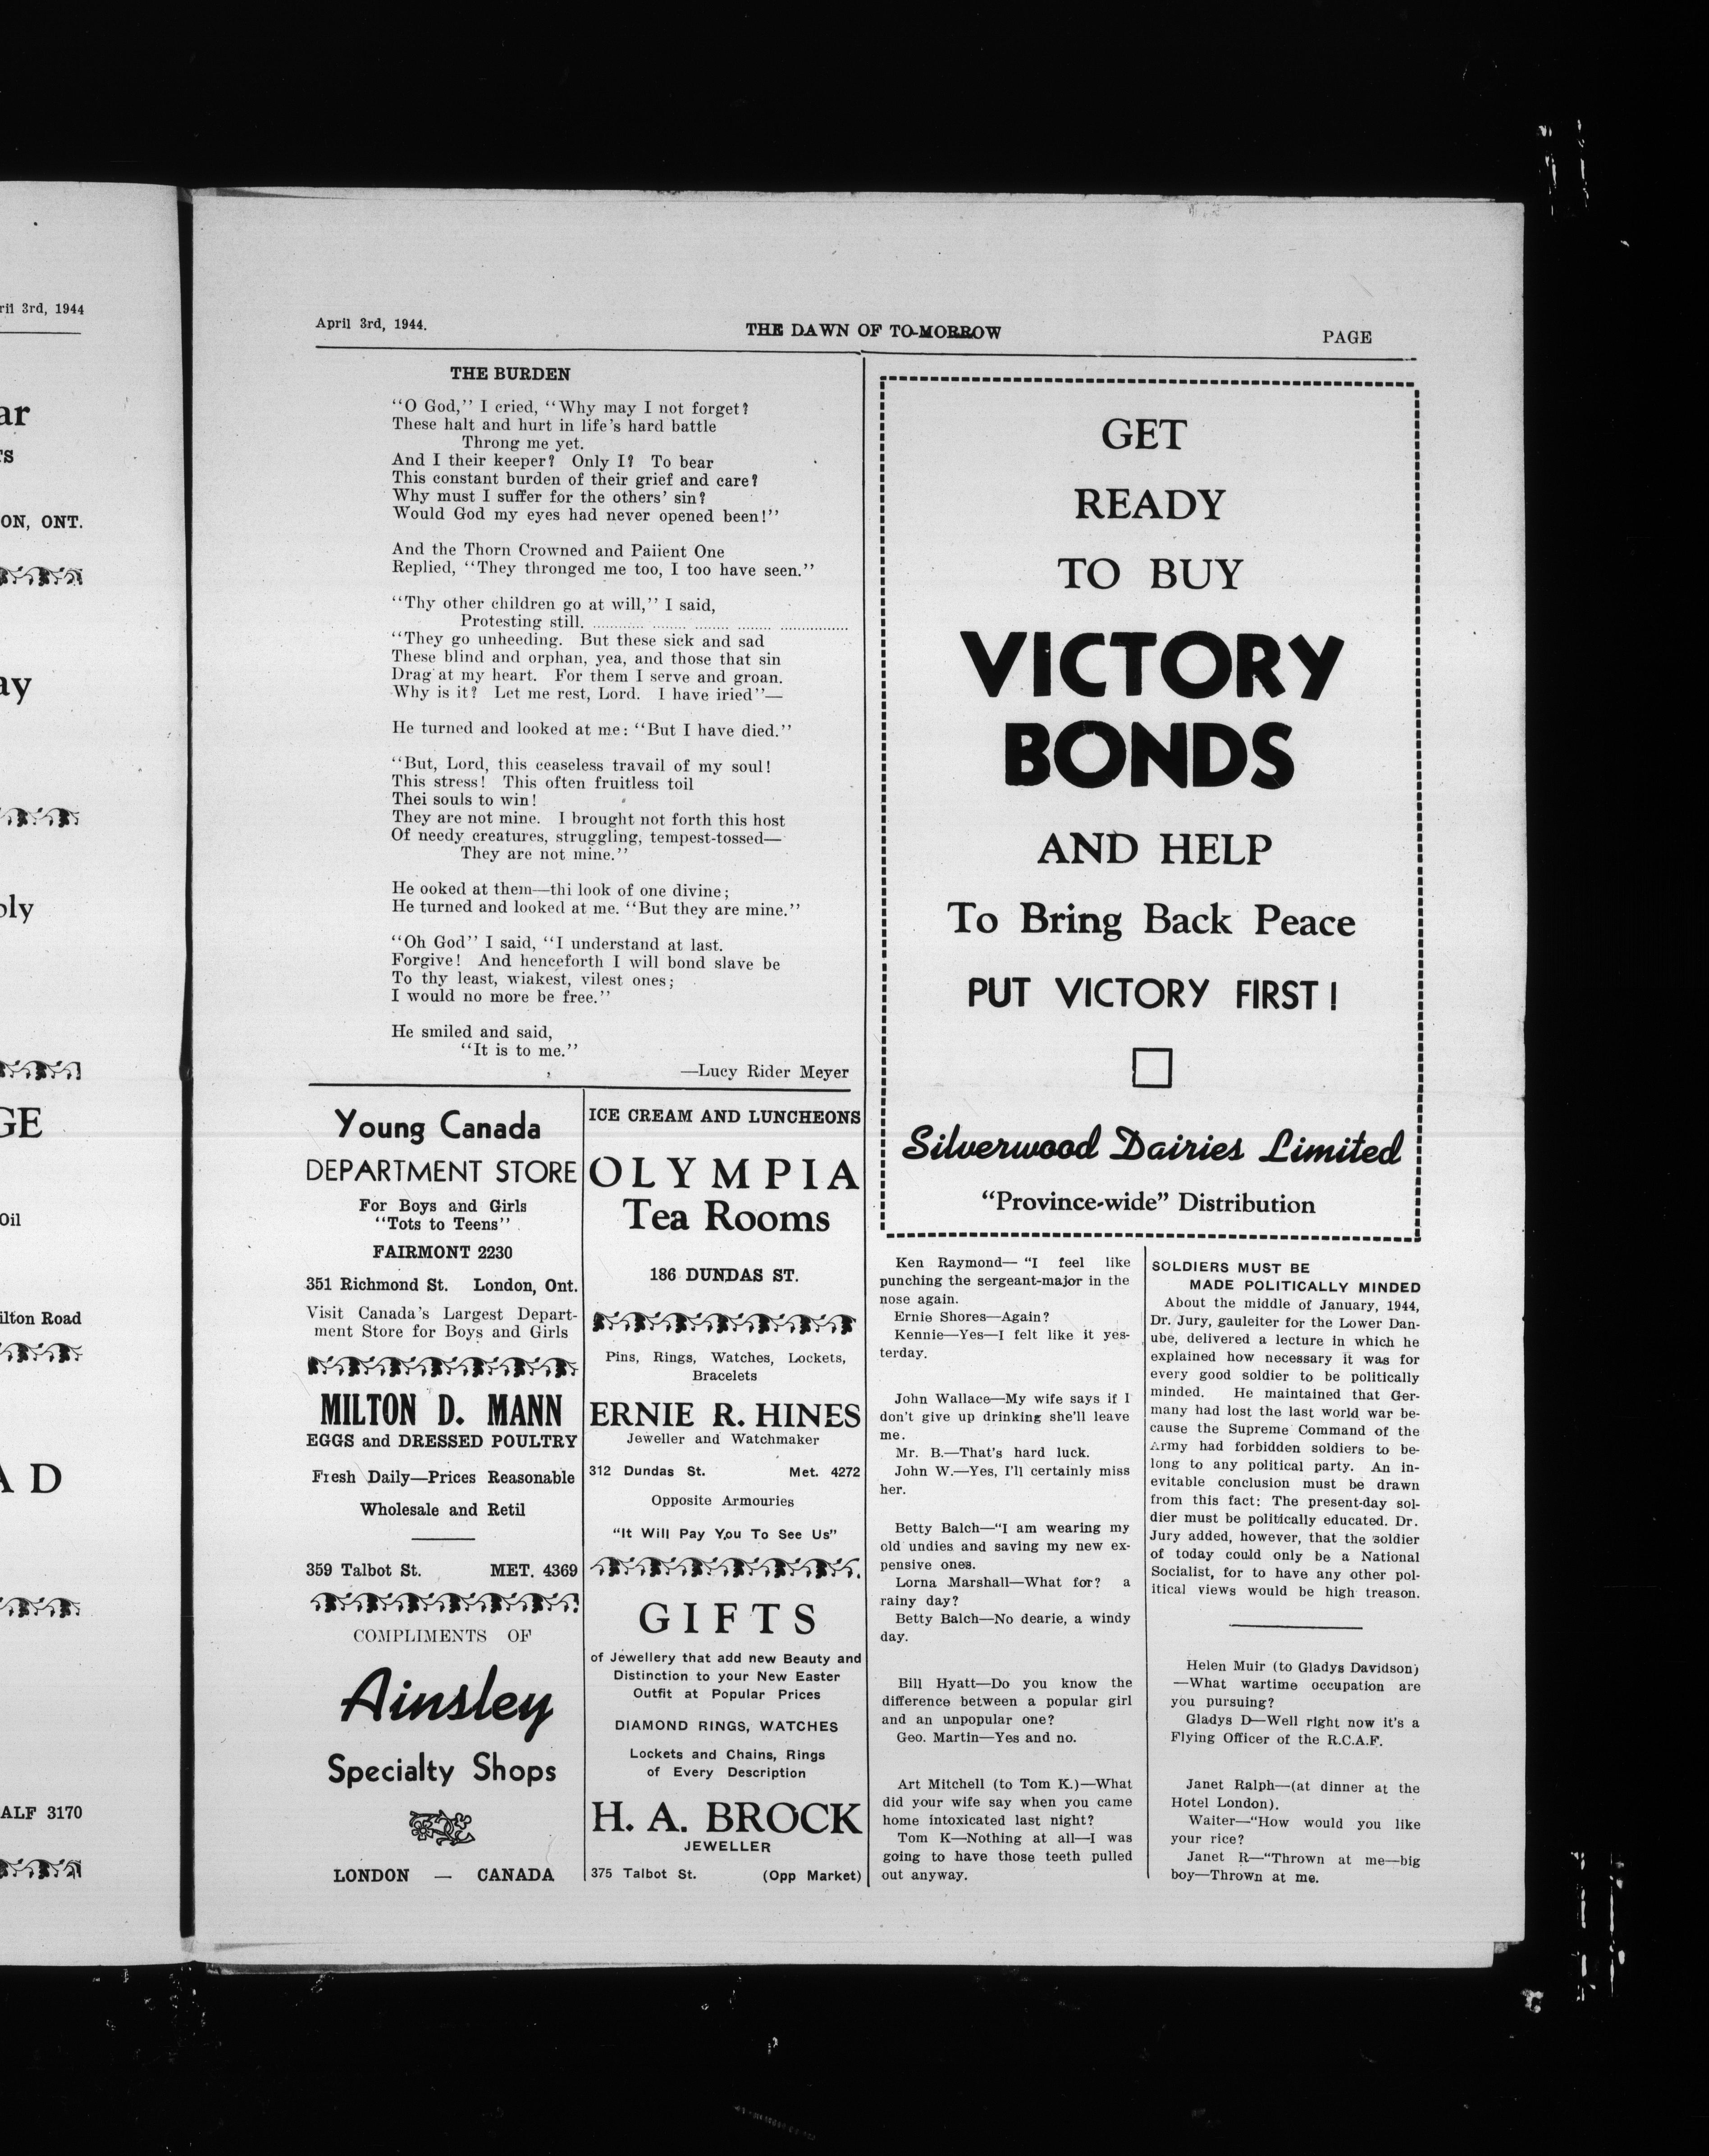 ril 3rd, 1944
ar
TS
ON, ONT.
ay
ply
GE
Oil
ilton Road
A D
ALF 3170
April 3rd, 1944.
THE DAWN OF TO-MORROW
PAGE
THE BURDEN
"O God," I cried, "Why may I not forget?
These halt and hurt in life's hard battle
Throng me yet.
And I their keeper? Only I? To bear
This constant burden of their grief and care?
Why must I suffer for the others' sin?
Would God my eyes had never opened been!"
And the Thorn Crowned and Paiient One
Replied, "They thronged me too, I too have seen."
"Thy other children go at will," I said,
Protesting still. ............. ........ ........ ........ ................
"They go unheeding. But these sick and sad
These blind and orphan, yea, and those that sin
Drag at my heart. For them I serve and groan.
Why is it? Let me rest, Lord. I have iried"—
He turned and looked at me: "But I have died."
"But, Lord, this ceaseless travail of my soul!
This stress! This often fruitless toil
Thei souls to win!
They are not mine. I brought not forth this host
Of needy creatures, struggling, tempest-tossed—
They are not mine."
He ooked at them—thi look of one divine;
He turned and looked at me. "But they are mine."
"Oh God" I said, "I understand at last.
Forgive! And henceforth I will bond slave be
To thy least, wiakest, vilest ones;
I would no more be free."
He smiled and said,
"It is to me."
—Lucy Rider Meyer
Young Canada
DEPARTMENT STORE
For Boys and Girls
"Tots to Teens"
FAIRMONT 2230
351 Richmond St. London, Ont.
Visit Canada's Largest Depart-
ment Store for Boys and Girls
MILTON D. MANN
EGGS and DRESSED POULTRY
Fresh Daily—Prices Reasonable
Wholesale and Retil
359 Talbot St. MET. 4369
COMPLIMENTS OF
Ainsley
Specialty Shops
LONDON — CANADA
ICE CREAM AND LUNCHEONS
OLYMPIA
Tea Rooms
186 DUNDAS ST.
Pins, Rings, Watches, Lockets,
Bracelets
ERNIE R. HINES
Jeweller and Watchmaker
312 Dundas St. Met. 4272
Opposite Armouries
"It Will Pay You To See Us"
GIFTS
of Jewellery that add new Beauty and
Distinction to your New Easter
Outfit at Popular Prices
DIAMOND RINGS, WATCHES
Lockets and Chains, Rings
of Every Description
H. A. BROCK
JEWELLER
375 Talbot St. (Opp Market)
GET
READY
TO BUY
VICTORY
BONDS
AND HELP
To Bring Back Peace
PUT VICTORY FIRST!
Silverwood Dairies Limited
"Province-wide" Distribution
Ken Raymond— "I feel like
punching the sergeant-major in the
nose again.
Ernie Shores—Again?
Kennie—Yes—I felt like it yes-
terday.
John Wallace—My wife says if I
don't give up drinking she'll leave
me.
Mr. B.—That's hard luck.
John W.—Yes, I'll certainly miss
her.
Betty Balch—"I am wearing my
old undies and saving my new ex-
pensive ones.
Lorna Marshall—What for? a
rainy day?
Betty Balch—No dearie, a windy
day.
Bill Hyatt—Do you know the
difference between a popular girl
and an unpopular one?
Geo. Martin—Yes and no.
Art Mitchell (to Tom K.)—What
did your wife say when you came
home intoxicated last night?
Tom K—Nothing at all—I was
going to have those teeth pulled
out anyway.
SOLDIERS MUST BE
MADE POLITICALLY MINDED
About the middle of January, 1944,
Dr. Jury, gauleiter for the Lower Dan-
ube, delivered a lecture in which he
explained how necessary it was for
every good soldier to be politically
minded. He maintained that Ger-
many had lost the last world war be-
cause the Supreme Command of the
Army had forbidden soldiers to be-
long to any political party. An in-
evitable conclusion must be drawn
from this fact: The present-day sol-
dier must be politically educated. Dr.
Jury added, however, that the soldier
of today could only be a National
Socialist, for to have any other pol-
itical views would be high treason.
Helen Muir (to Gladys Davidson)
—What wartime occupation are
you pursuing?
Gladys D—Well right now it's a
Flying Officer of the R.C.A.F.
Janet Ralph—(at dinner at the
Hotel London).
Waiter—"How would you like
your rice?
Janet R—"Thrown at me—big
boy—Thrown at me.